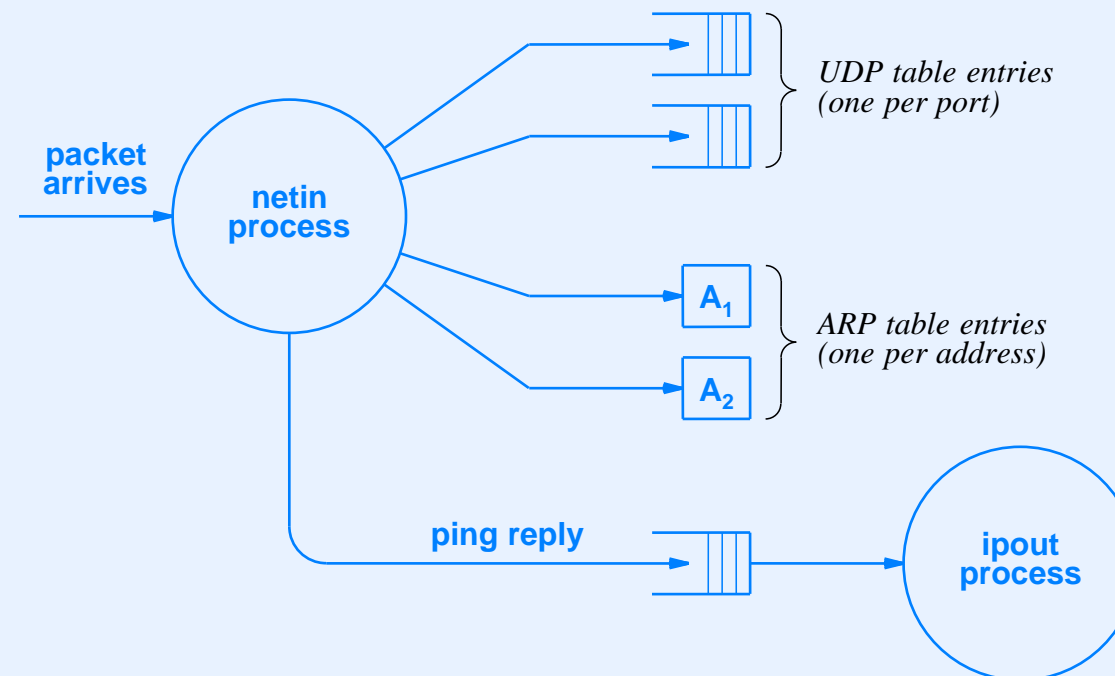 UDP table entries
(one per port)
packet
arrives
netin
process
A1
ARP table entries
(one per address)
A2
ping reply
ipout
process